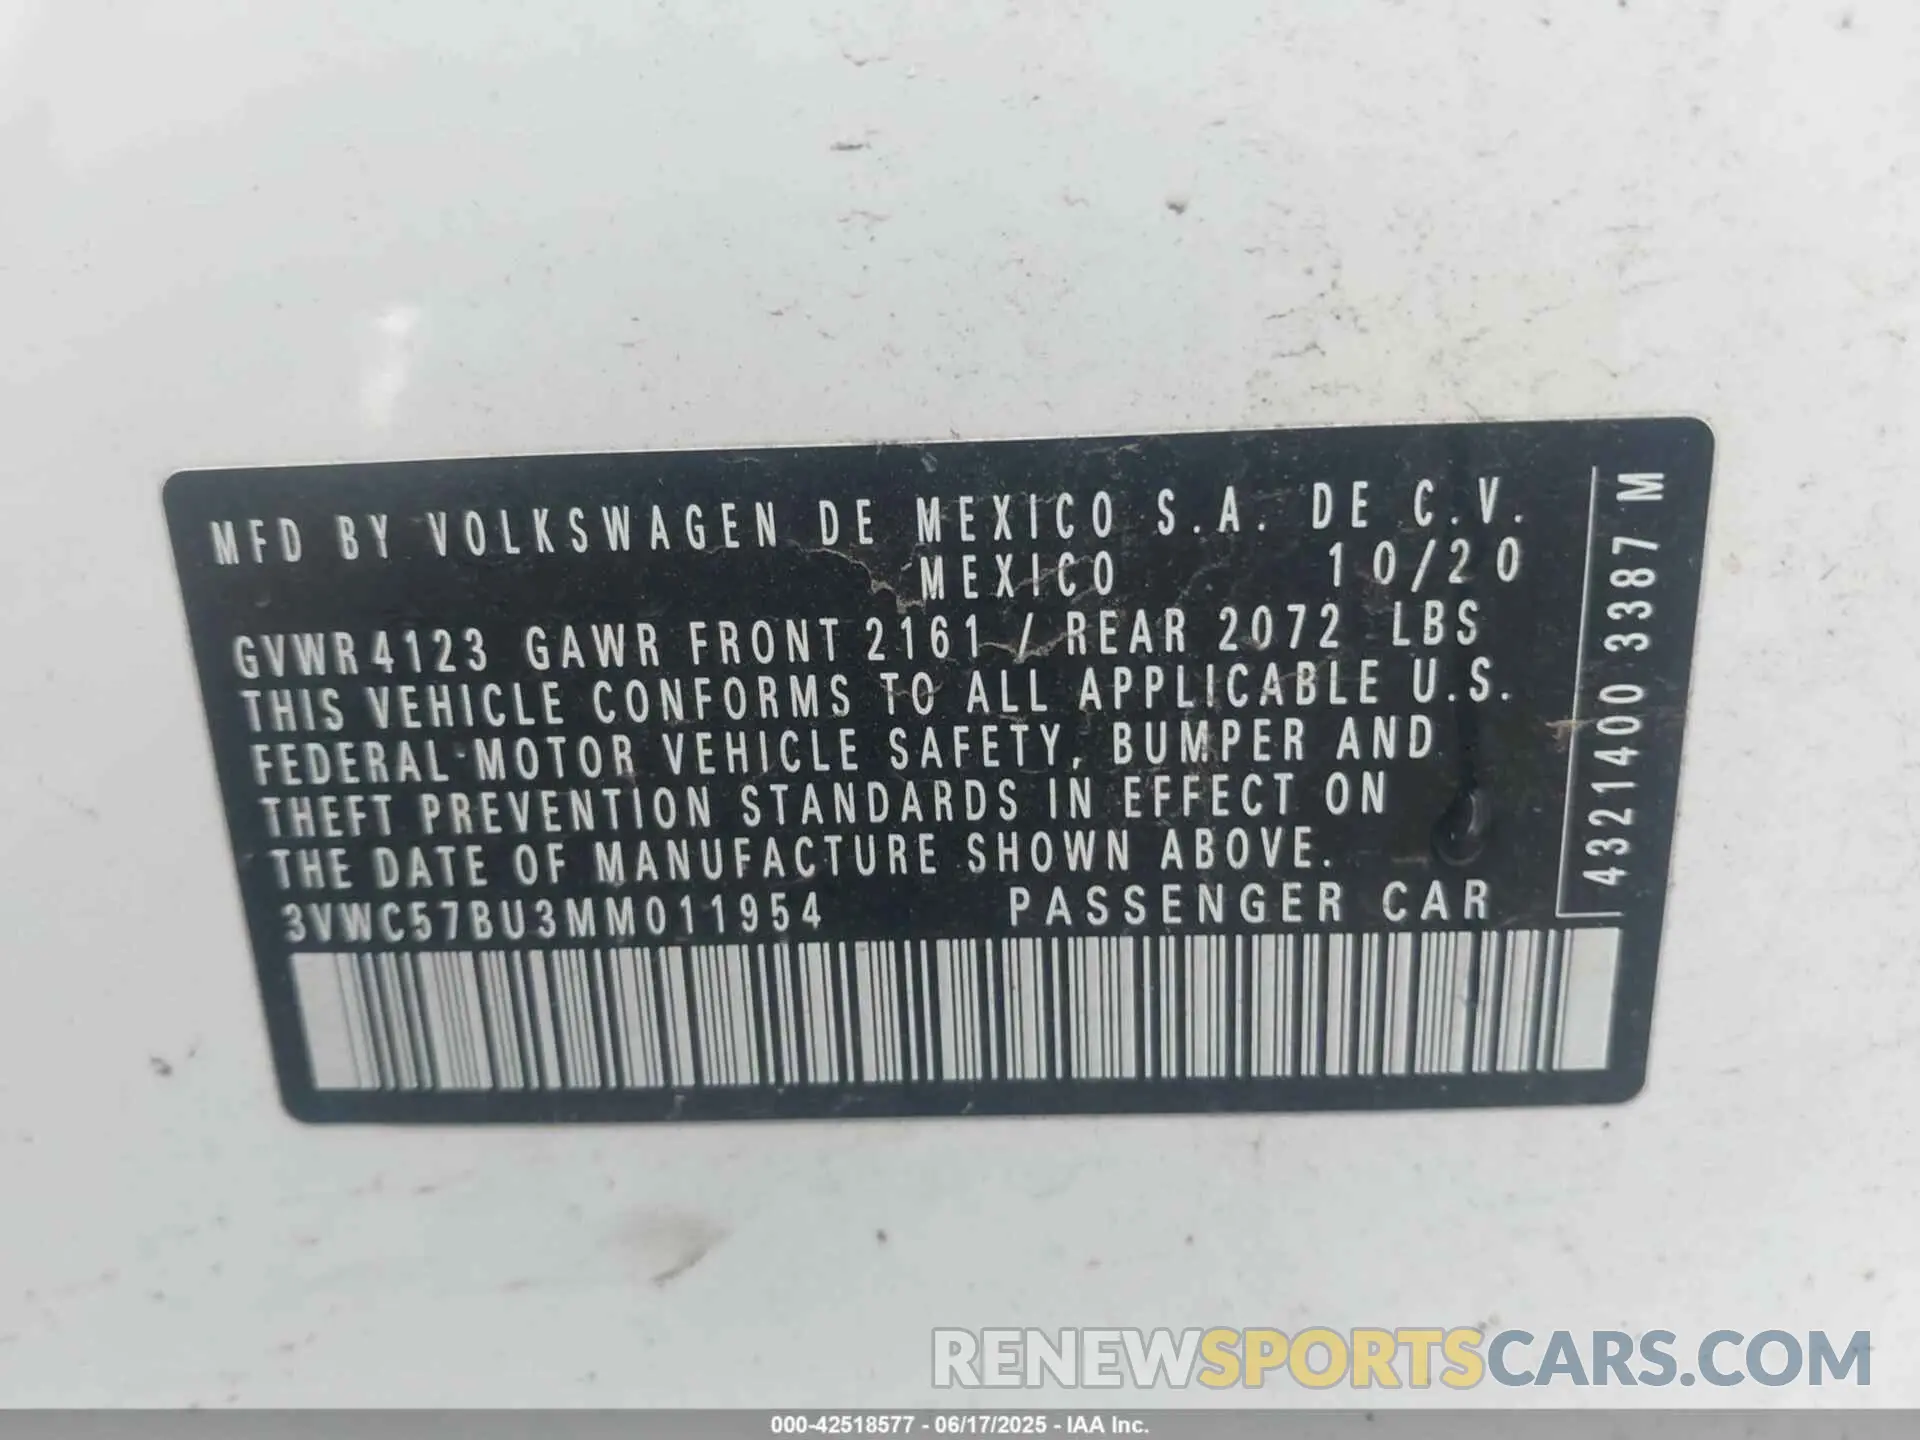 MFD BY VOLKSWAGEN DE MEXICO S.A. DE C.V.
MEXICO 10/20
GVWR 4123 GAWR FRONT 2161 / REAR 2072 LBS
THIS VEHICLE CONFORMS TO ALL APPLICABLE U.S.
FEDERAL MOTOR VEHICLE SAFETY, BUMPER AND
THEFT PREVENTION STANDARDS IN EFFECT ON
THE DATE OF MANUFACTURE SHOWN ABOVE.
3VWC57BU3MM011954 PASSENGER CAR
4321400 3387 M
RENEWSPORTSCARS.COM
000-42518577 - 06/17/2025 - IAA Inc.